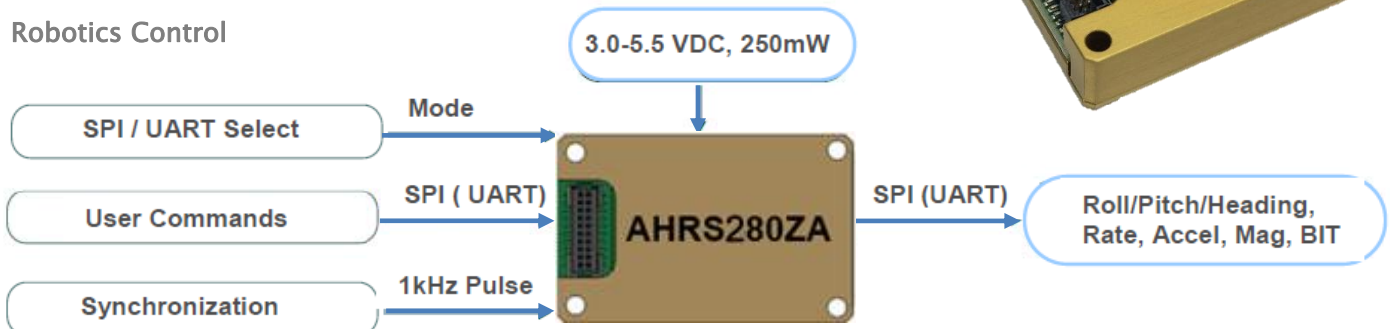 Robotics Control
3.0-5.5 VDC, 250mW
SPI / UART Select
Mode
User Commands
SPI ( UART)
Synchronization
1kHz Pulse
AHRS280ZA
SPI (UART)
Roll/Pitch/Heading,
Rate, Accel, Mag, BIT